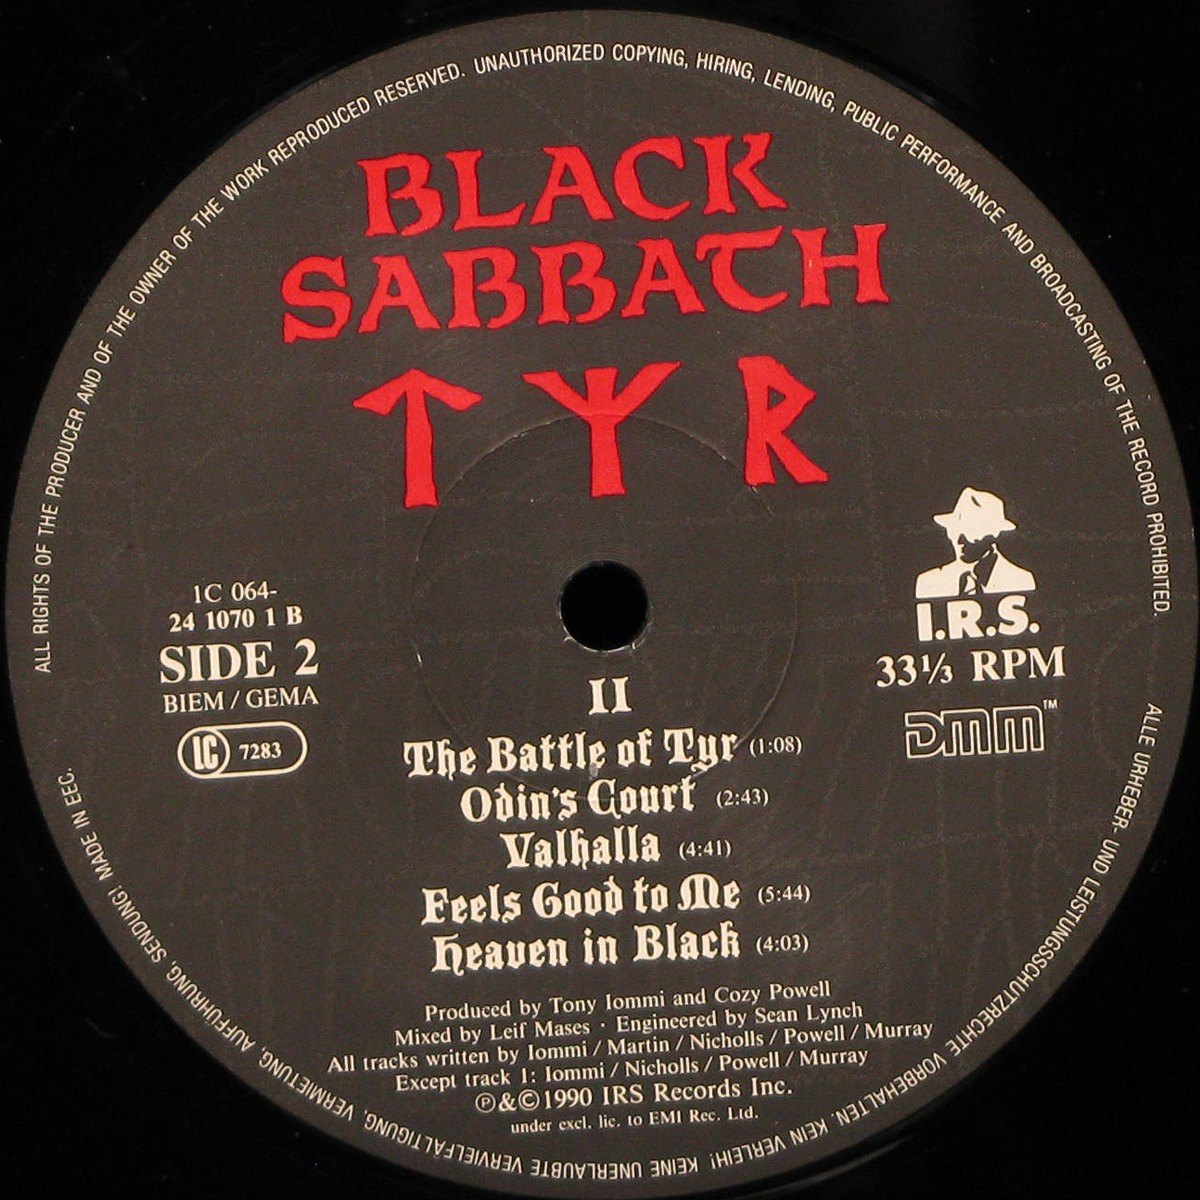 ALL RIGHTS OF THE PRODUCER AND OF THE OWNER OF THE WORK REPRODUCED RESERVED. UNAUTHORIZED COPYING, HIRING, LENDING, PUBLIC PERFORMANCE AND BROADCASTING OF THE RECORD PROHIBITED.
BLACK
SABBATH
ᛏ ᛉ ᚱ
I.R.S.
33⅓ RPM
DMM™
1C 064-
24 1070 1 B
SIDE 2
BIEM / GEMA
LC 7283
II
The Battle of Tyr (1:08)
Odin's Court (2:43)
Valhalla (4:41)
Feels Good to Me (5:44)
Heaven in Black (4:03)
Produced by Tony Iommi and Cozy Powell
Mixed by Leif Mases · Engineered by Sean Lynch
All tracks written by Iommi / Martin / Nicholls / Powell / Murray
Except track 1: Iommi / Nicholls / Powell / Murray
℗&©1990 IRS Records Inc.
under excl. lic. to EMI Rec. Ltd.
ALLE URHEBER- UND LEISTUNGSSCHUTZRECHTE VORBEHALTEN. KEIN VERLEIH! KEINE UNERLAUBTE VERVIELFÄLTIGUNG, VERMIETUNG, AUFFÜHRUNG, SENDUNG! MADE IN EEC.